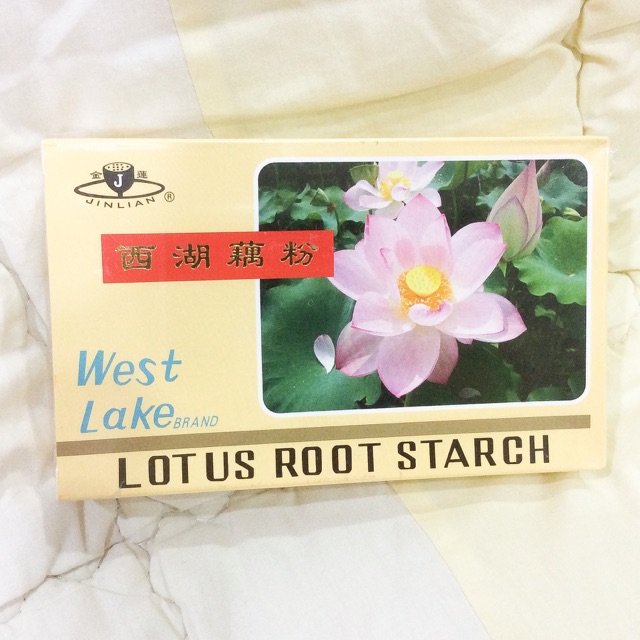 金 J 蓮
JINLIAN ®
西湖藕粉
West
Lake BRAND
LOTUS ROOT STARCH